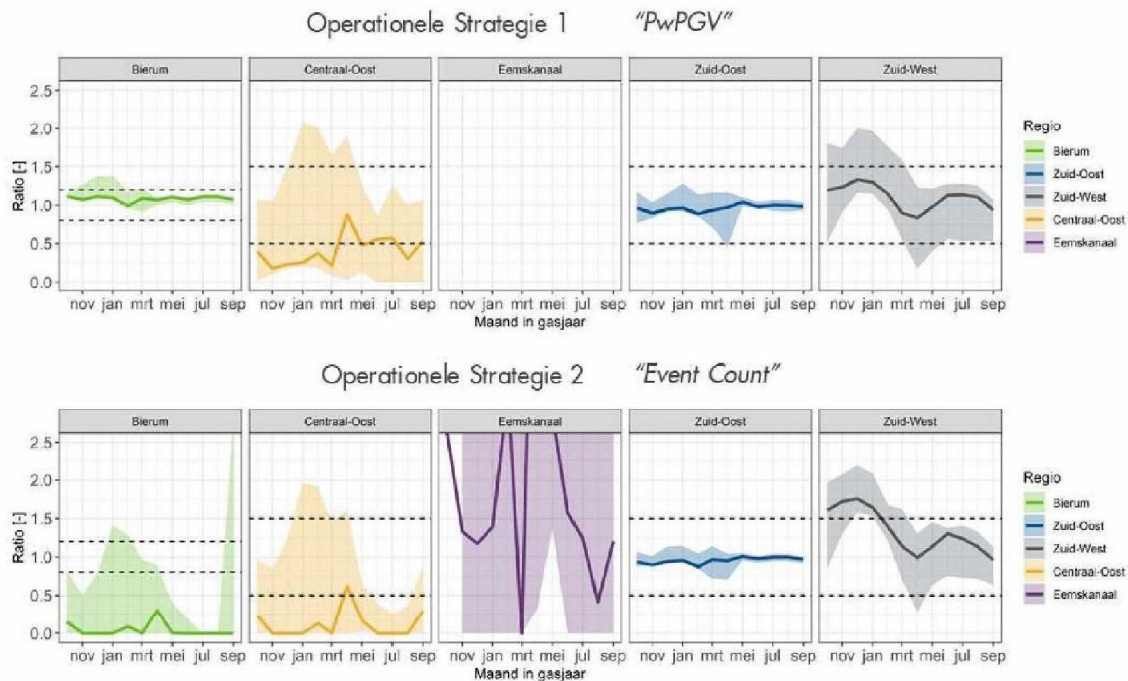 Operationele Strategie 1 "PwPGV"
Bierum Centraal-Oost Eemskanaal Zuid-Oost Zuid-West
Ratio [-]
2.5
2.0
1.5
1.0
0.5
0.0
nov jan mrt mei jul sep nov jan mrt mei jul sep nov jan mrt mei jul sep nov jan mrt mei jul sep nov jan mrt mei jul sep
Maand in gasjaar
Regio
Bierum
Zuid-Oost
Zuid-West
Centraal-Oost
Eemskanaal
Operationele Strategie 2 "Event Count"
Bierum Centraal-Oost Eemskanaal Zuid-Oost Zuid-West
Ratio [-]
2.5
2.0
1.5
1.0
0.5
0.0
nov jan mrt mei jul sep nov jan mrt mei jul sep nov jan mrt mei jul sep nov jan mrt mei jul sep nov jan mrt mei jul sep
Maand in gasjaar
Regio
Bierum
Zuid-Oost
Zuid-West
Centraal-Oost
Eemskanaal